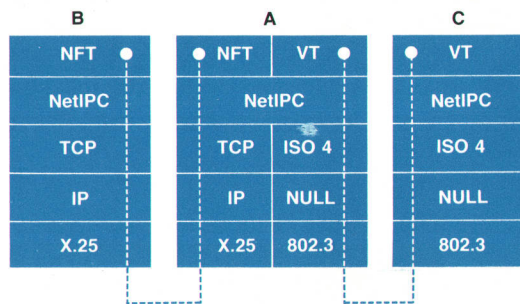 B A C
NFT NFT VT VT
NetIPC NetIPC NetIPC
TCP TCP ISO 4 ISO 4
IP IP NULL NULL
X.25 X.25 802.3 802.3